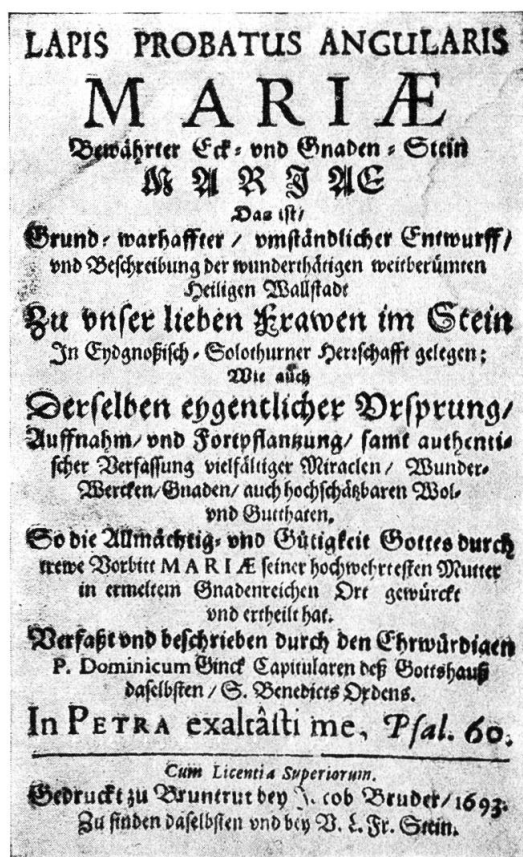 LAPIS PROBATUS ANGULARIS
MARIÆ
Bewährter Eck- vnd Gnaden-Stein
MARIAE
Das ist/
Grund-warhaffter / vmständlicher Entwurff/
vnd Beschreibung der wunderthätigen weitberümten
Heiligen Wallstadt
Zu vnser lieben Frawen im Stein
In Eydgnoßisch-Solothurner Herrschafft gelegen;
Wie auch
Derselben eygentlicher Vrsprung/
Auffnahm/ vnd Fortpflantzung/ samt authenti-
scher Verfassung vielfältiger Miraclen/ Wunder-
Wercken/ Gnaden/ auch hochschätzbaren Wol-
vnd Gutthaten.
So die Allmächtig- vnd Gütigkeit Gottes durch
trewe Vorbitt MARIÆ seiner hochwehrtesten Mutter
in ermeltem Gnadenreichen Ort gewürckt
vnd ertheilt hat.
Verfaßt vnd beschrieben durch den Ehrwürdigen
P. Dominicum Ginck Capitularen deß Gottshauß
daselbsten / S. Benedicts Ordens.
In PETRA exaltâsti me, Psal. 60.
Cum Licentia Superiorum.
Gedruckt zu Bruntrut bey J. cob Bruder/ 1693.
Zu finden daselbsten vnd bey V. L. Fr. Stein.